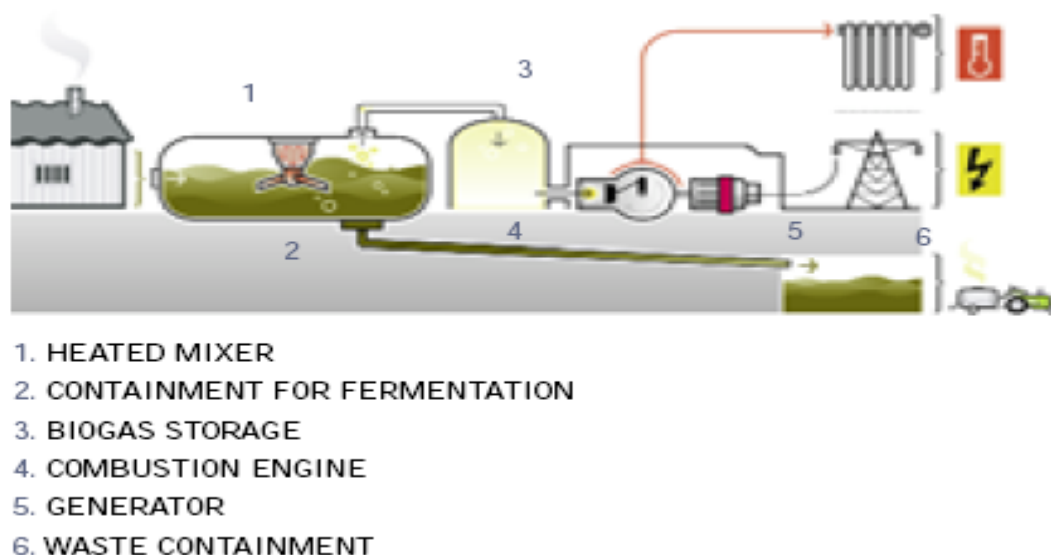 1
3
2
4
5
6
1. HEATED MIXER
2. CONTAINMENT FOR FERMENTATION
3. BIOGAS STORAGE
4. COMBUSTION ENGINE
5. GENERATOR
6. WASTE CONTAINMENT